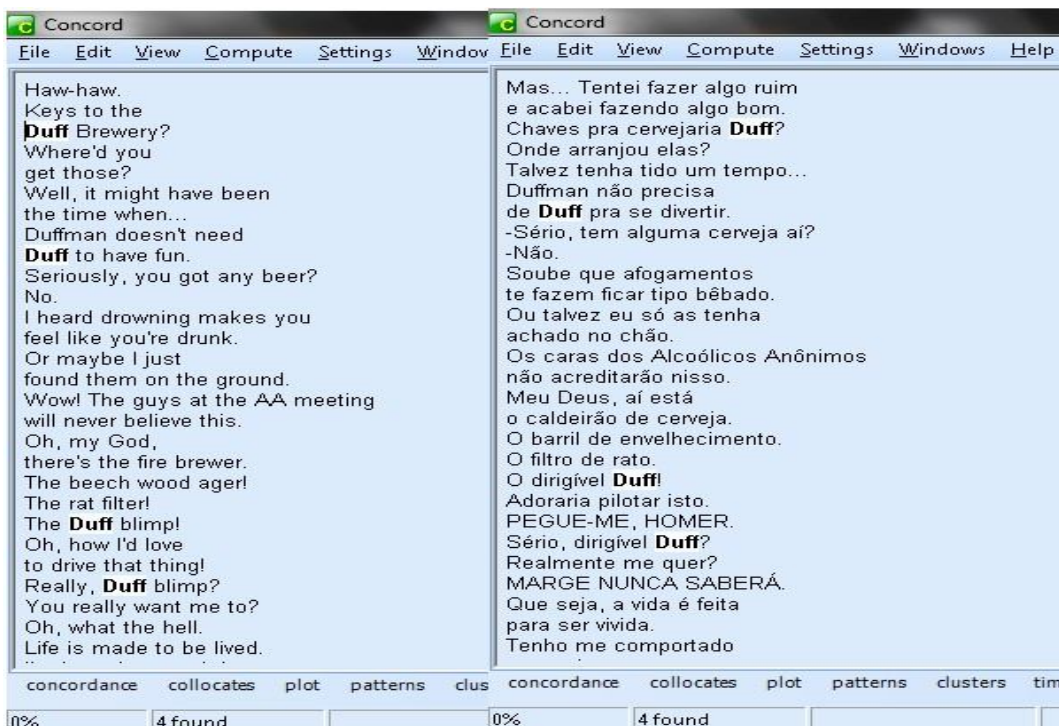 Concord
File Edit View Compute Settings Window
Haw-haw.
Keys to the
Duff Brewery?
Where'd you
get those?
Well, it might have been
the time when...
Duffman doesn't need
Duff to have fun.
Seriously, you got any beer?
No.
I heard drowning makes you
feel like you're drunk.
Or maybe I just
found them on the ground.
Wow! The guys at the AA meeting
will never believe this.
Oh, my God,
there's the fire brewer.
The beech wood ager!
The rat filter!
The Duff blimp!
Oh, how I'd love
to drive that thing!
Really, Duff blimp?
You really want me to?
Oh, what the hell.
Life is made to be lived.
concordance collocates plot patterns clus
0% 4 found
Concord
File Edit View Compute Settings Windows Help
Mas... Tentei fazer algo ruim
e acabei fazendo algo bom.
Chaves pra cervejaria Duff?
Onde arranjou elas?
Talvez tenha tido um tempo...
Duffman não precisa
de Duff pra se divertir.
-Sério, tem alguma cerveja aí?
-Não.
Soube que afogamentos
te fazem ficar tipo bêbado.
Ou talvez eu só as tenha
achado no chão.
Os caras dos Alcoólicos Anônimos
não acreditarão nisso.
Meu Deus, aí está
o caldeirão de cerveja.
O barril de envelhecimento.
O filtro de rato.
O dirigível Duff!
Adoraria pilotar isto.
PEGUE-ME, HOMER.
Sério, dirigível Duff?
Realmente me quer?
MARGE NUNCA SABERÁ.
Que seja, a vida é feita
para ser vivida.
Tenho me comportado
concordance collocates plot patterns clusters tim
0% 4 found